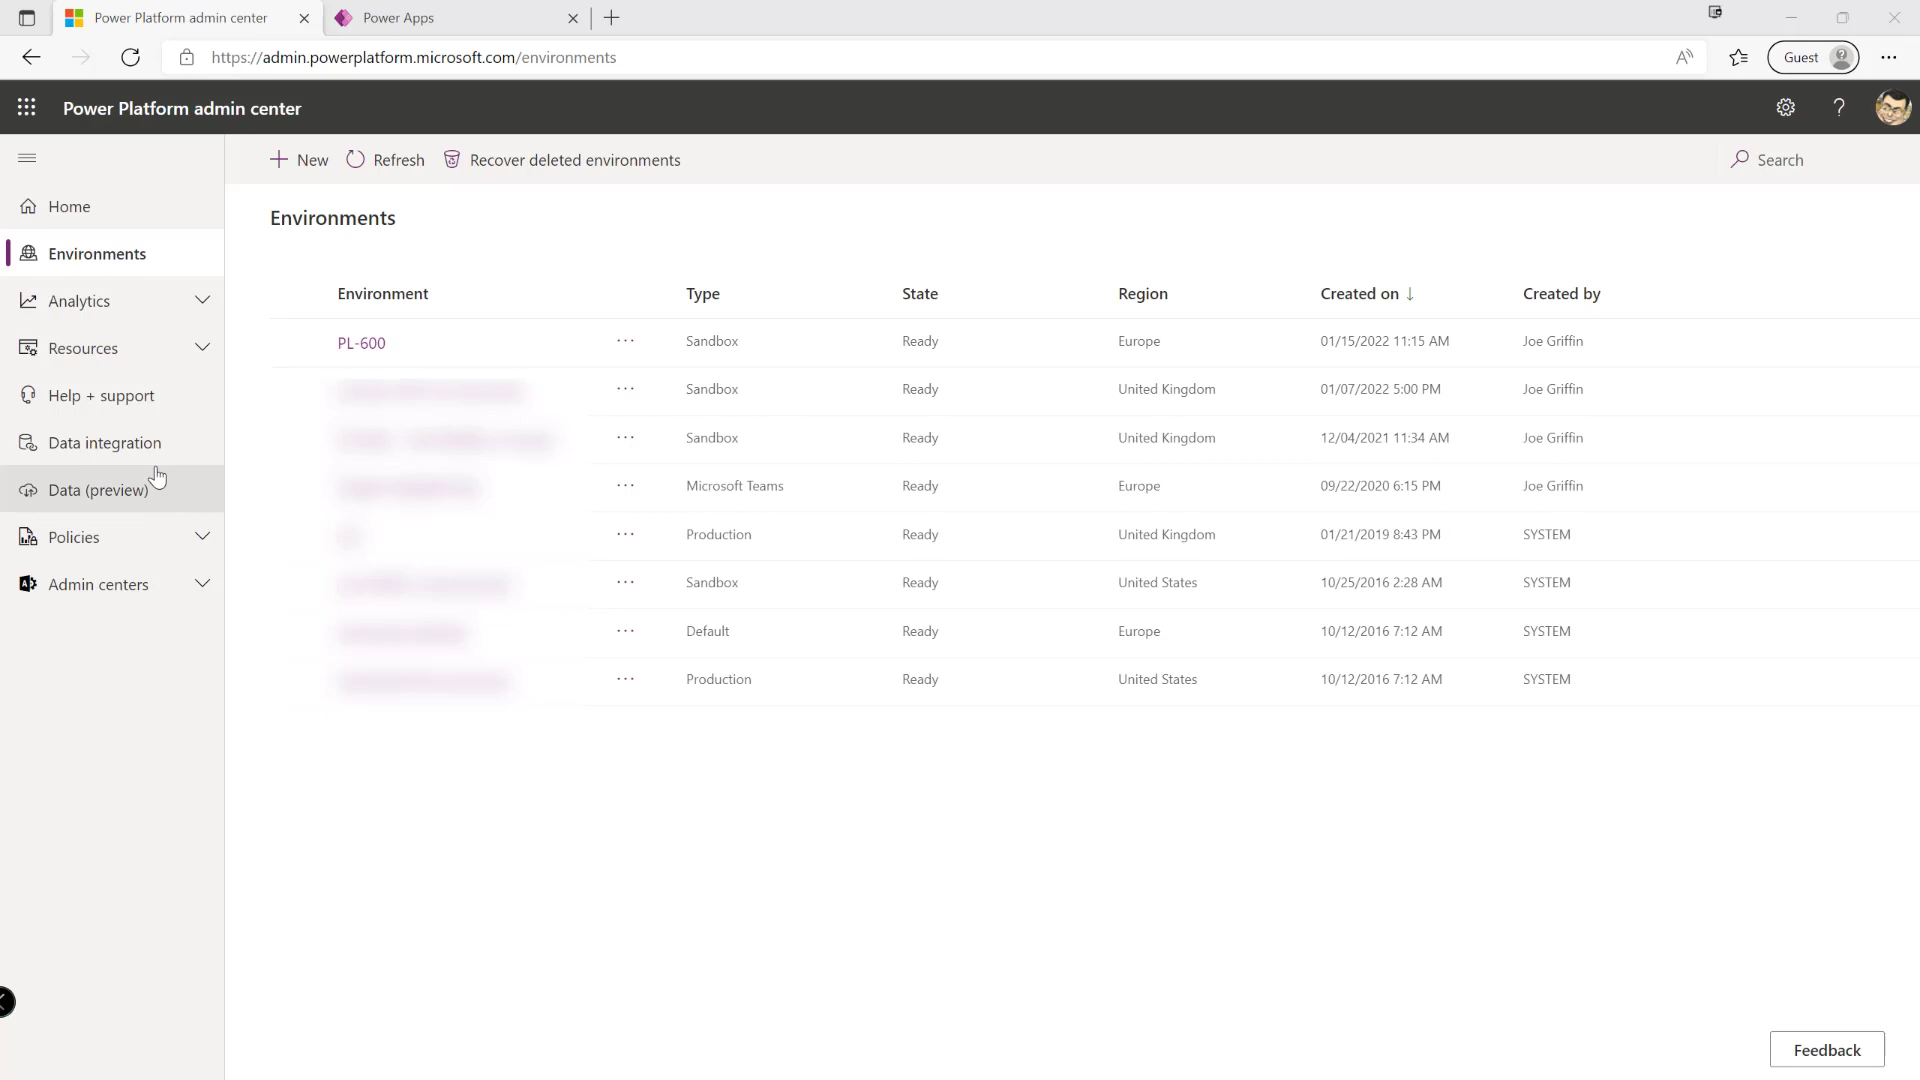 Power Platform admin center
Power Apps
https://admin.powerplatform.microsoft.com/environments
Guest
Power Platform admin center
New
Refresh
Recover deleted environments
Search
Home
Environments
Analytics
Resources
Help + support
Data integration
Data (preview)
Policies
Admin centers
Environments
Environment Type State Region Created on ↓ Created by
PL-600 ··· Sandbox Ready Europe 01/15/2022 11:15 AM Joe Griffin
··· Sandbox Ready United Kingdom 01/07/2022 5:00 PM Joe Griffin
··· Sandbox Ready United Kingdom 12/04/2021 11:34 AM Joe Griffin
··· Microsoft Teams Ready Europe 09/22/2020 6:15 PM Joe Griffin
··· Production Ready United Kingdom 01/21/2019 8:43 PM SYSTEM
··· Sandbox Ready United States 10/25/2016 2:28 AM SYSTEM
··· Default Ready Europe 10/12/2016 7:12 AM SYSTEM
··· Production Ready United States 10/12/2016 7:12 AM SYSTEM
Feedback